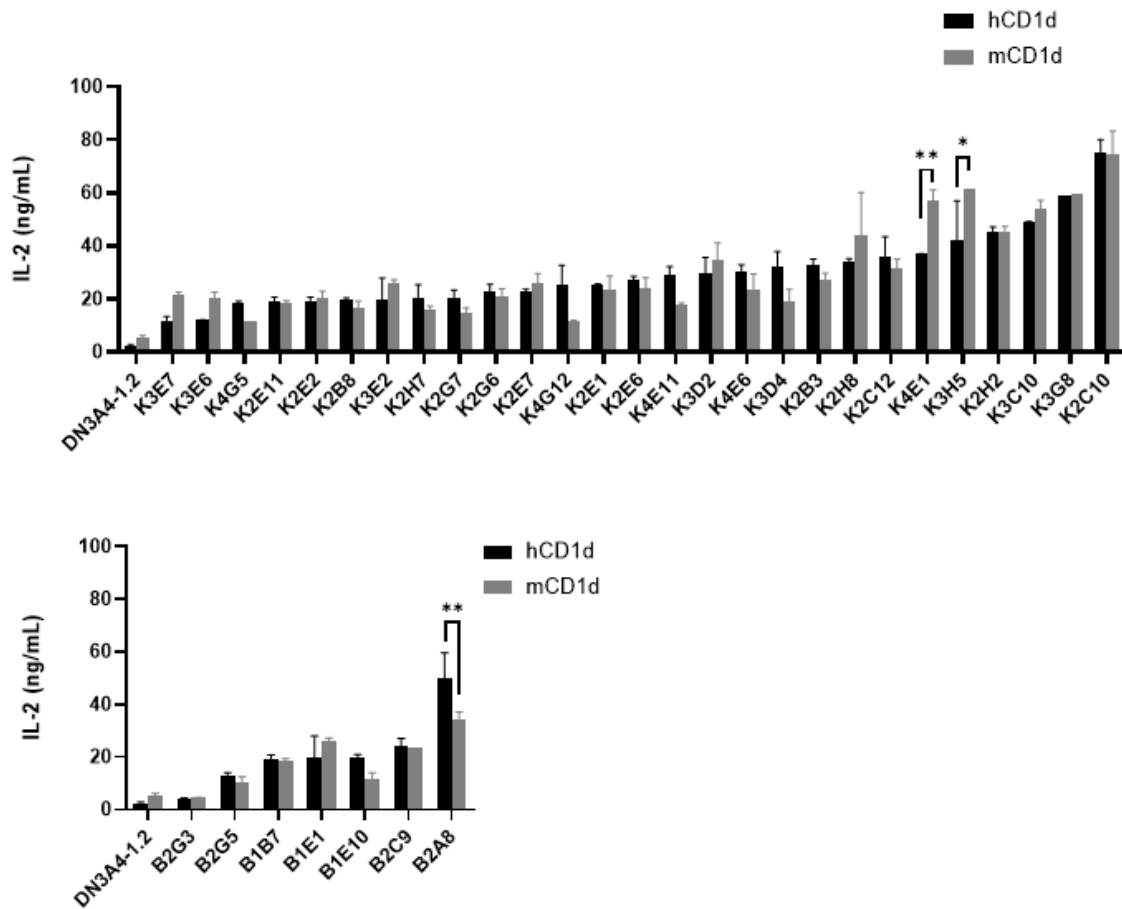 hCD1d
mCD1d
IL-2 (ng/mL)
100
80
60
40
20
0
** *
DN3A4-1.2 K3E7 K3E6 K4G5 K2E11 K2E2 K2B8 K3E2 K2H7 K2G7 K2G6 K2E7 K4G12 K2E1 K2E6 K4E11 K3D2 K4E6 K3D4 K2B3 K2H8 K2C12 K4E1 K3H5 K2H2 K3C10 K3G8 K2C10
hCD1d
mCD1d
IL-2 (ng/mL)
100
80
60
40
20
0
**
DN3A4-1.2 B2G3 B2G5 B1B7 B1E1 B1E10 B2C9 B2A8